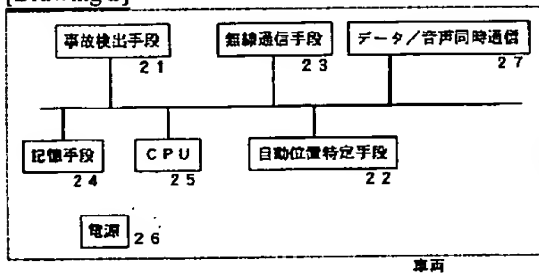 事故検出手段
21
無線通信手段
23
データ/音声同時通信
27
記憶手段
24
CPU
25
自動位置特定手段
22
電源
26
車両